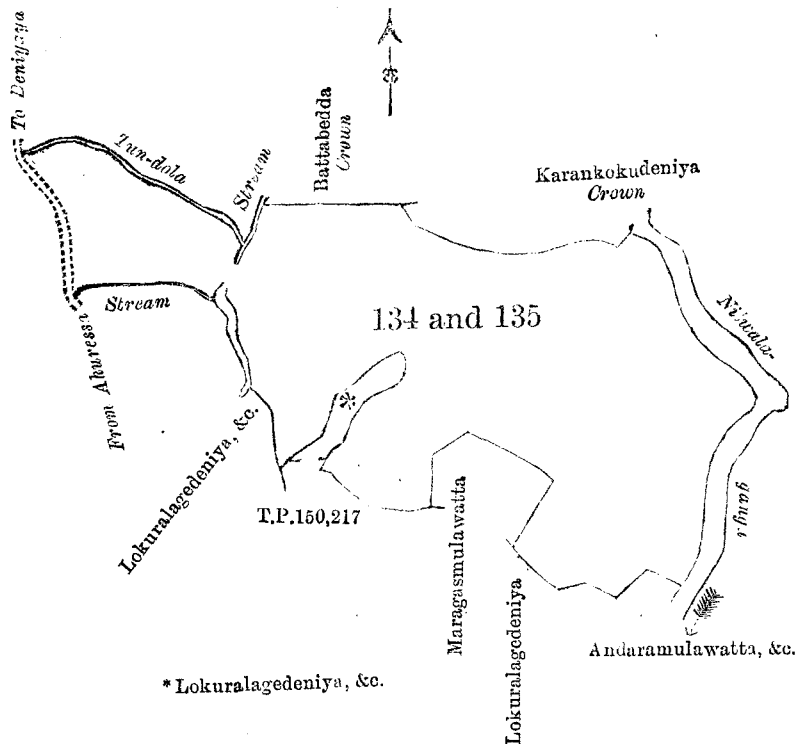 To Deniyaya
Tun-dola
Stream
Battabedda
Crown
Karankokudeniya
Crown
Stream
134 and 135
Nilwala-
From Akuressa
Lokuralagedeniya, &c.
*
T.P.150,217
ganga
Maragasmulawatta
Lokuralagedeniya
Andaramulawatta, &c.
* Lokuralagedeniya, &c.